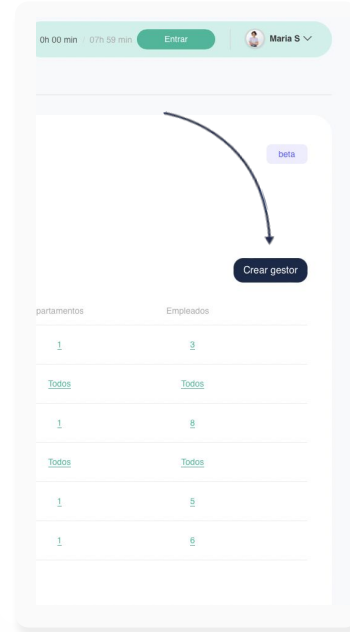 0h 00 min 07h 59 min Entrar Maria S
beta
Crear gestor
partamentos Empleados
1 3
Todos Todos
1 8
Todos Todos
1 5
1 6